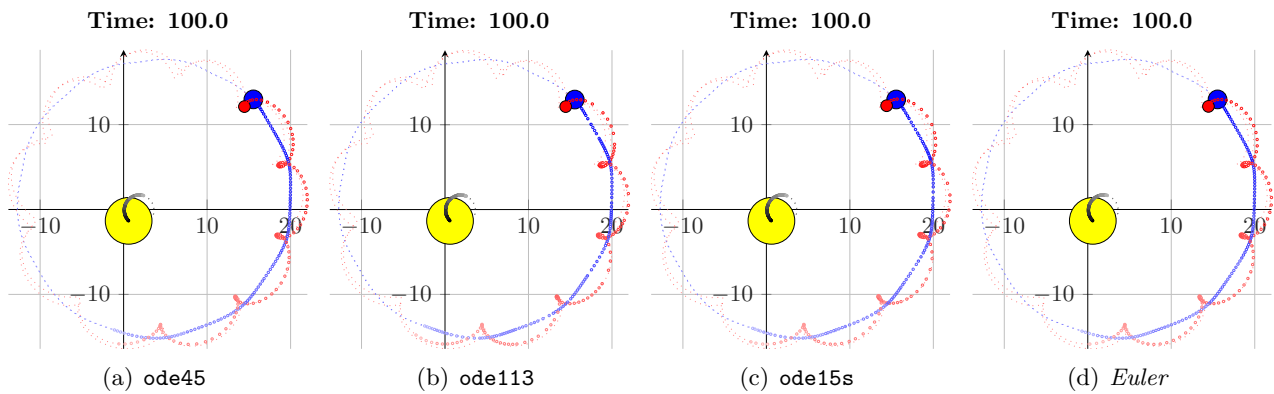 Time: 100.0 Time: 100.0 Time: 100.0 Time: 100.0
10 10 10 10
−10 10 20 −10 10 20 −10 10 20 −10 10 20
−10 −10 −10 −10
(a) ode45 (b) ode113 (c) ode15s (d) Euler